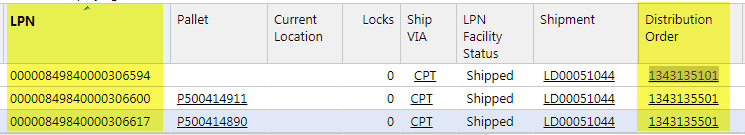 LPN Pallet Current Location Locks Ship VIA LPN Facility Status Shipment Distribution Order
00000849840000306594 0 CPT Shipped LD00051044 1343135101
00000849840000306600 P500414911 0 CPT Shipped LD00051044 1343135501
00000849840000306617 P500414890 0 CPT Shipped LD00051044 1343135501